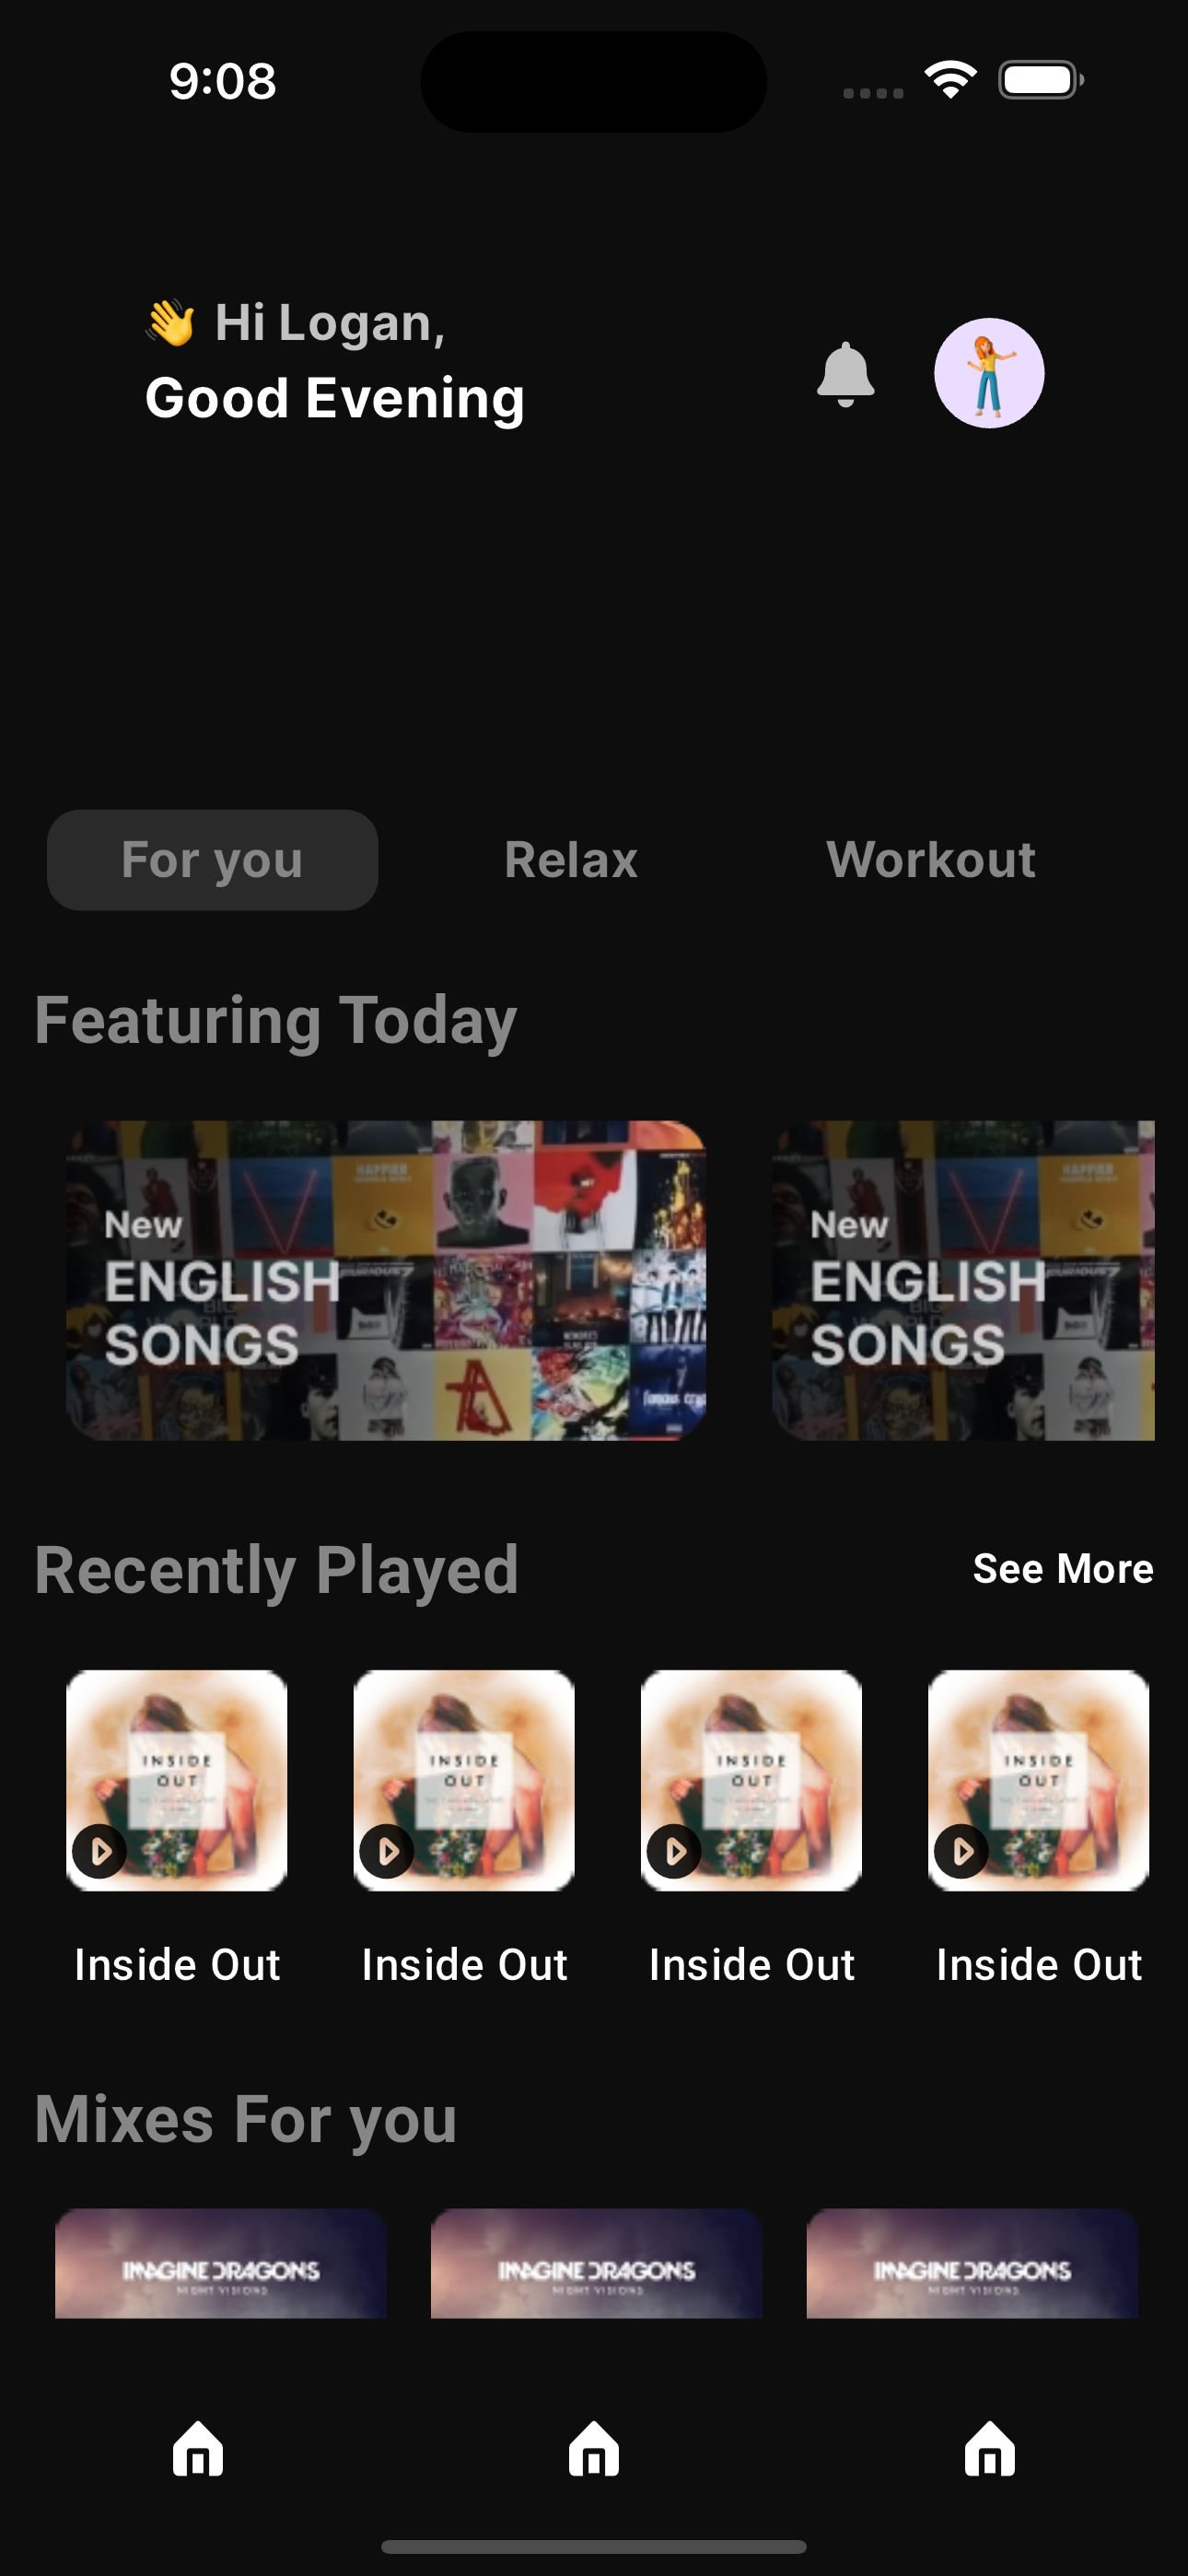 9:08
👋 Hi Logan,
Good Evening
For you
Relax
Workout
Featuring Today
New
ENGLISH
SONGS
HAPPIER
New
ENGLISH
SONGS
HAPPIER
Recently Played
See More
INSIDE
OUT
INSIDE
OUT
INSIDE
OUT
INSIDE
OUT
Inside Out
Inside Out
Inside Out
Inside Out
Mixes For you
IMAGINE DRAGONS
NIGHT VISIONS
IMAGINE DRAGONS
NIGHT VISIONS
IMAGINE DRAGONS
NIGHT VISIONS